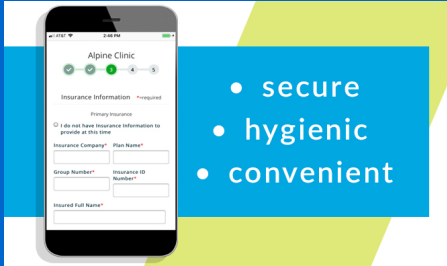 AT&T 2:48 PM
Alpine Clinic
3 4 5
Insurance Information *=required
Primary Insurance
I do not have Insurance Information to
provide at this time
Insurance Company* Plan Name*
Group Number* Insurance ID
Number*
Insured Full Name*
• secure
• hygienic
• convenient